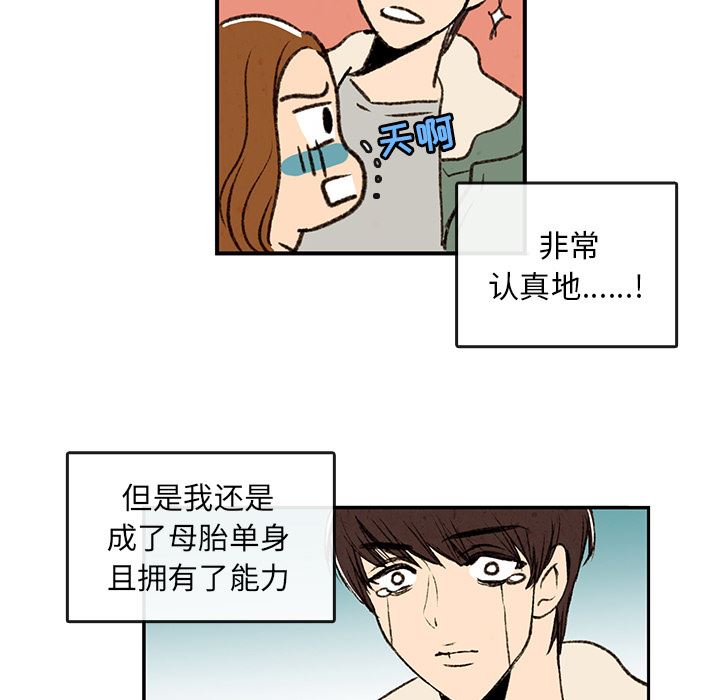 天啊
非常
认真地……!
但是我还是
成了母胎单身
且拥有了能力